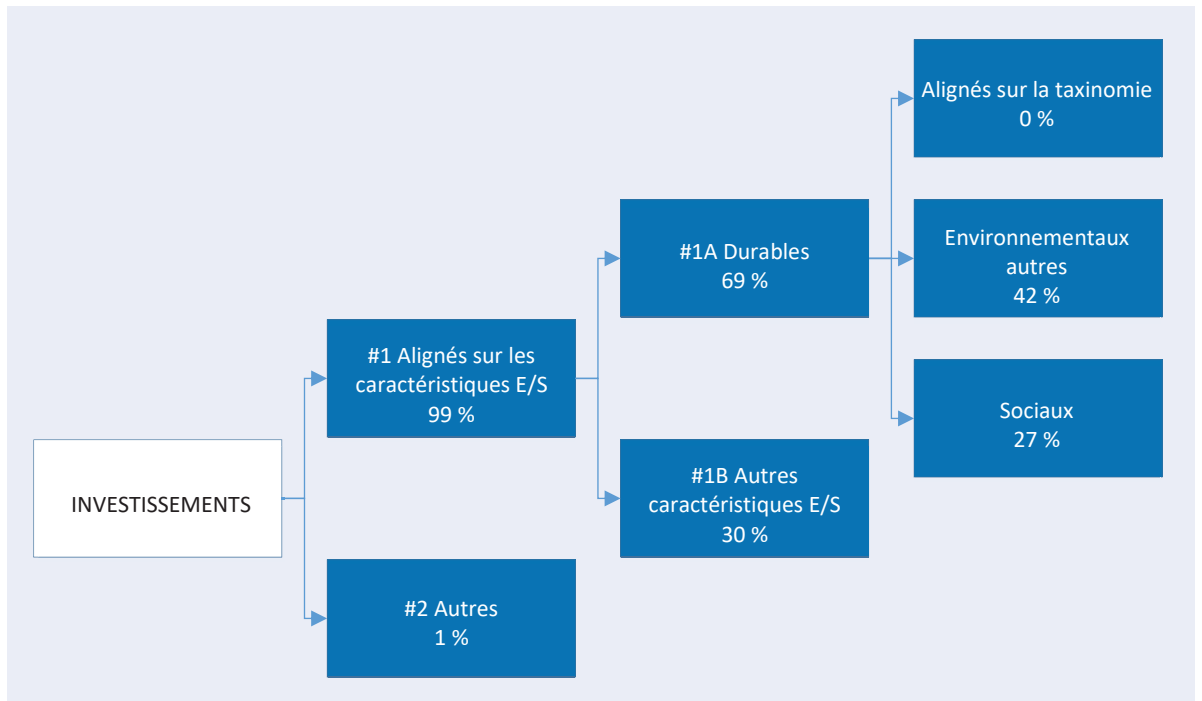 INVESTISSEMENTS
#1 Alignés sur les
caractéristiques E/S
99 %
#2 Autres
1 %
#1A Durables
69 %
#1B Autres
caractéristiques E/S
30 %
Alignés sur la taxinomie
0 %
Environnementaux
autres
42 %
Sociaux
27 %